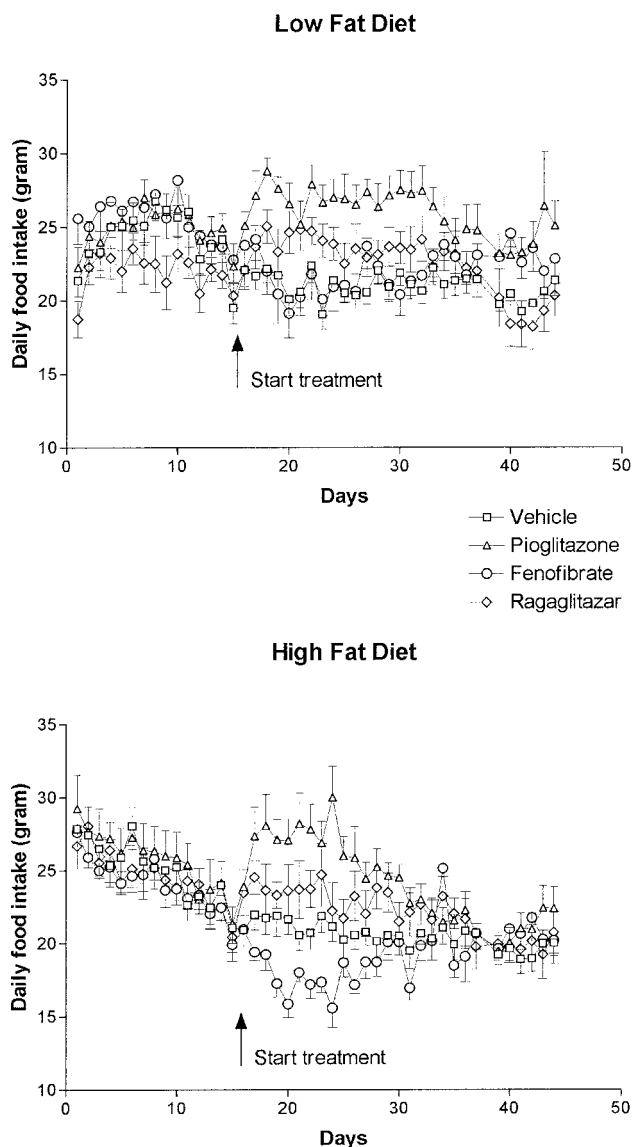 Low Fat Diet
35
30
25
20
15
10
Daily food intake (gram)
Start treatment
0 10 20 30 40 50
Days
Vehicle
Pioglitazone
Fenofibrate
Ragaglitazar
High Fat Diet
35
30
25
20
15
10
Daily food intake (gram)
Start treatment
0 10 20 30 40 50
Days